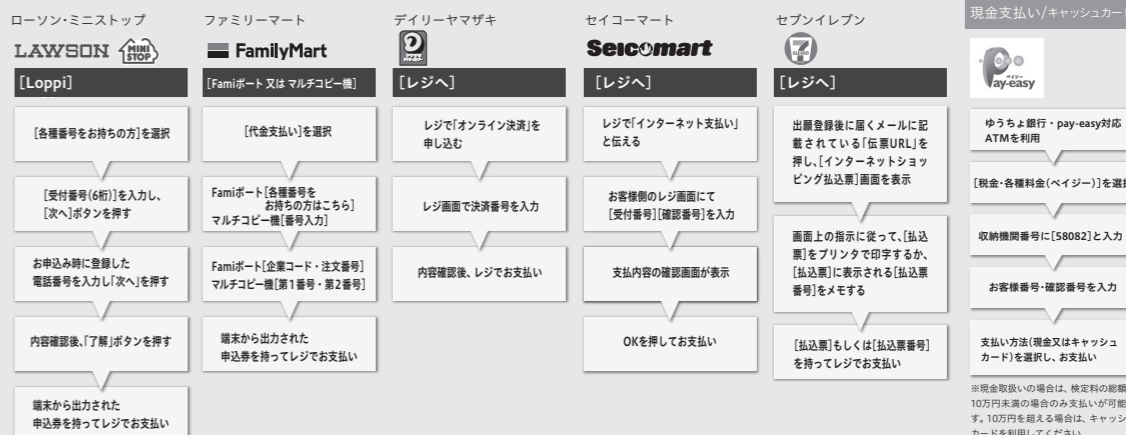 ローソン・ミニストップ
LAWSON MINI STOP
[Loppi]
[各種番号をお持ちの方]を選択
[受付番号(6桁)]を入力し、
[次へ]ボタンを押す
お申込み時に登録した
電話番号を入力し「次へ」を押す
内容確認後、「了解」ボタンを押す
端末から出力された
申込券を持ってレジでお支払い
ファミリーマート
FamilyMart
[Famiポート 又は マルチコピー機]
[代金支払い]を選択
Famiポート[各種番号を
お持ちの方はこちら]
マルチコピー機[番号入力]
Famiポート[企業コード・注文番号]
マルチコピー機[第1番号・第2番号]
端末から出力された
申込券を持ってレジでお支払い
デイリーヤマザキ
[レジへ]
レジで「オンライン決済」を
申し込む
レジ画面で決済番号を入力
内容確認後、レジでお支払い
セイコーマート
Seicomart
[レジへ]
レジで「インターネット支払い」
と伝える
お客様側のレジ画面にて
[受付番号][確認番号]を入力
支払内容の確認画面が表示
OKを押してお支払い
セブンイレブン
7 ELEVEN
[レジへ]
出願登録後に届くメールに記
載されている「伝票URL」を
押し、[インターネットショッ
ピング払込票]画面を表示
画面上の指示に従って、[払込
票]をプリンタで印字するか、
[払込票]に表示される[払込票
番号]をメモする
[払込票]もしくは[払込票番号]
を持ってレジでお支払い
現金支払い/キャッシュカード
ペイジー
Pay-easy
ゆうちょ銀行・pay-easy対応
ATMを利用
[税金・各種料金(ペイジー)]を選択
収納機関番号に[58082]と入力
お客様番号・確認番号を入力
支払い方法(現金又はキャッシュ
カード)を選択し、お支払い
※現金取扱いの場合は、検定料の総額
10万円未満の場合のみ支払いが可能
す。10万円を超える場合は、キャッシ
カードを利用してください